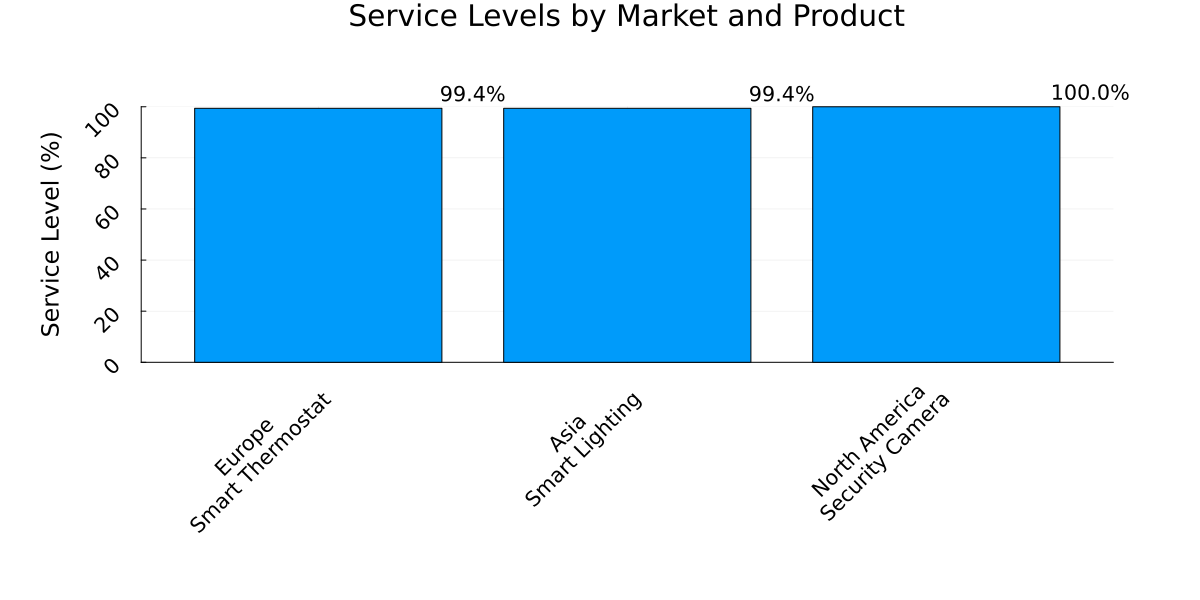 Service Levels by Market and Product
99.4%
99.4%
100.0%
Service Level (%)
100
80
60
40
20
0
Europe
Smart Thermostat
Asia
Smart Lighting
North America
Security Camera